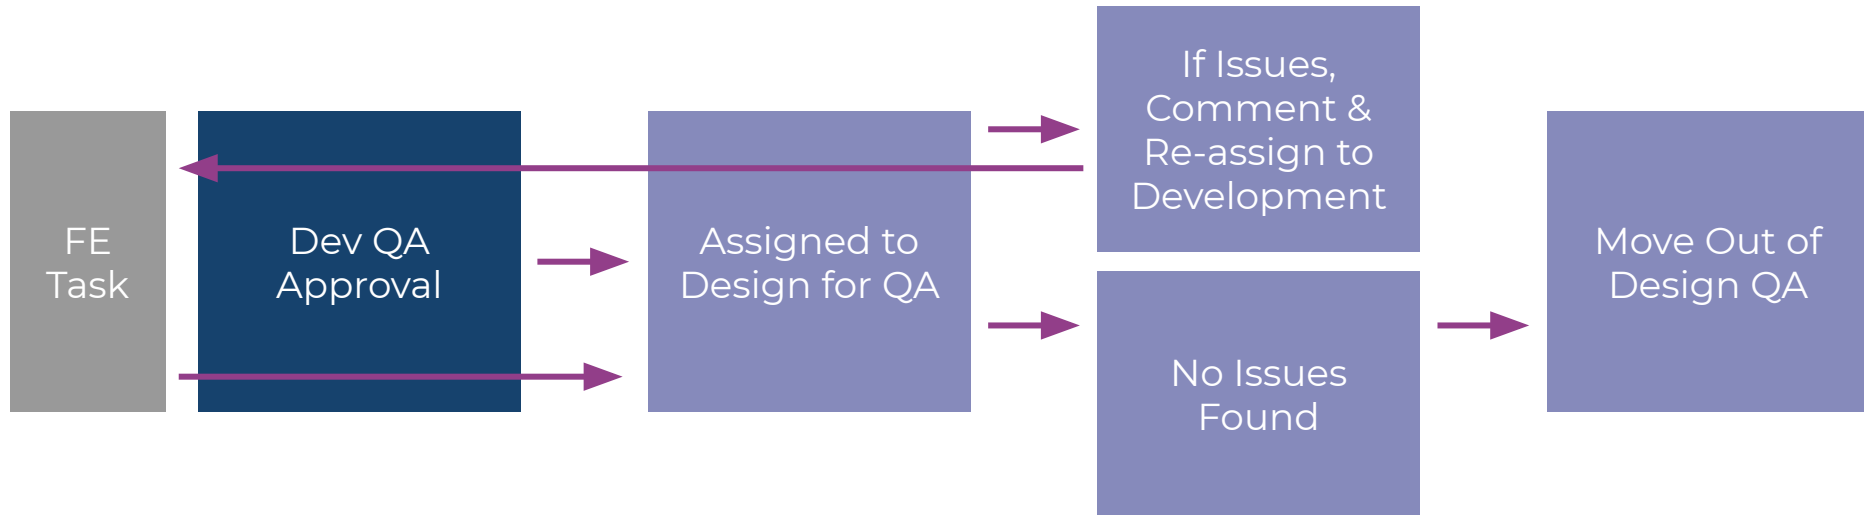 FE
Task
Dev QA
Approval
Assigned to
Design for QA
If Issues,
Comment &
Re-assign to
Development
No Issues
Found
Move Out of
Design QA